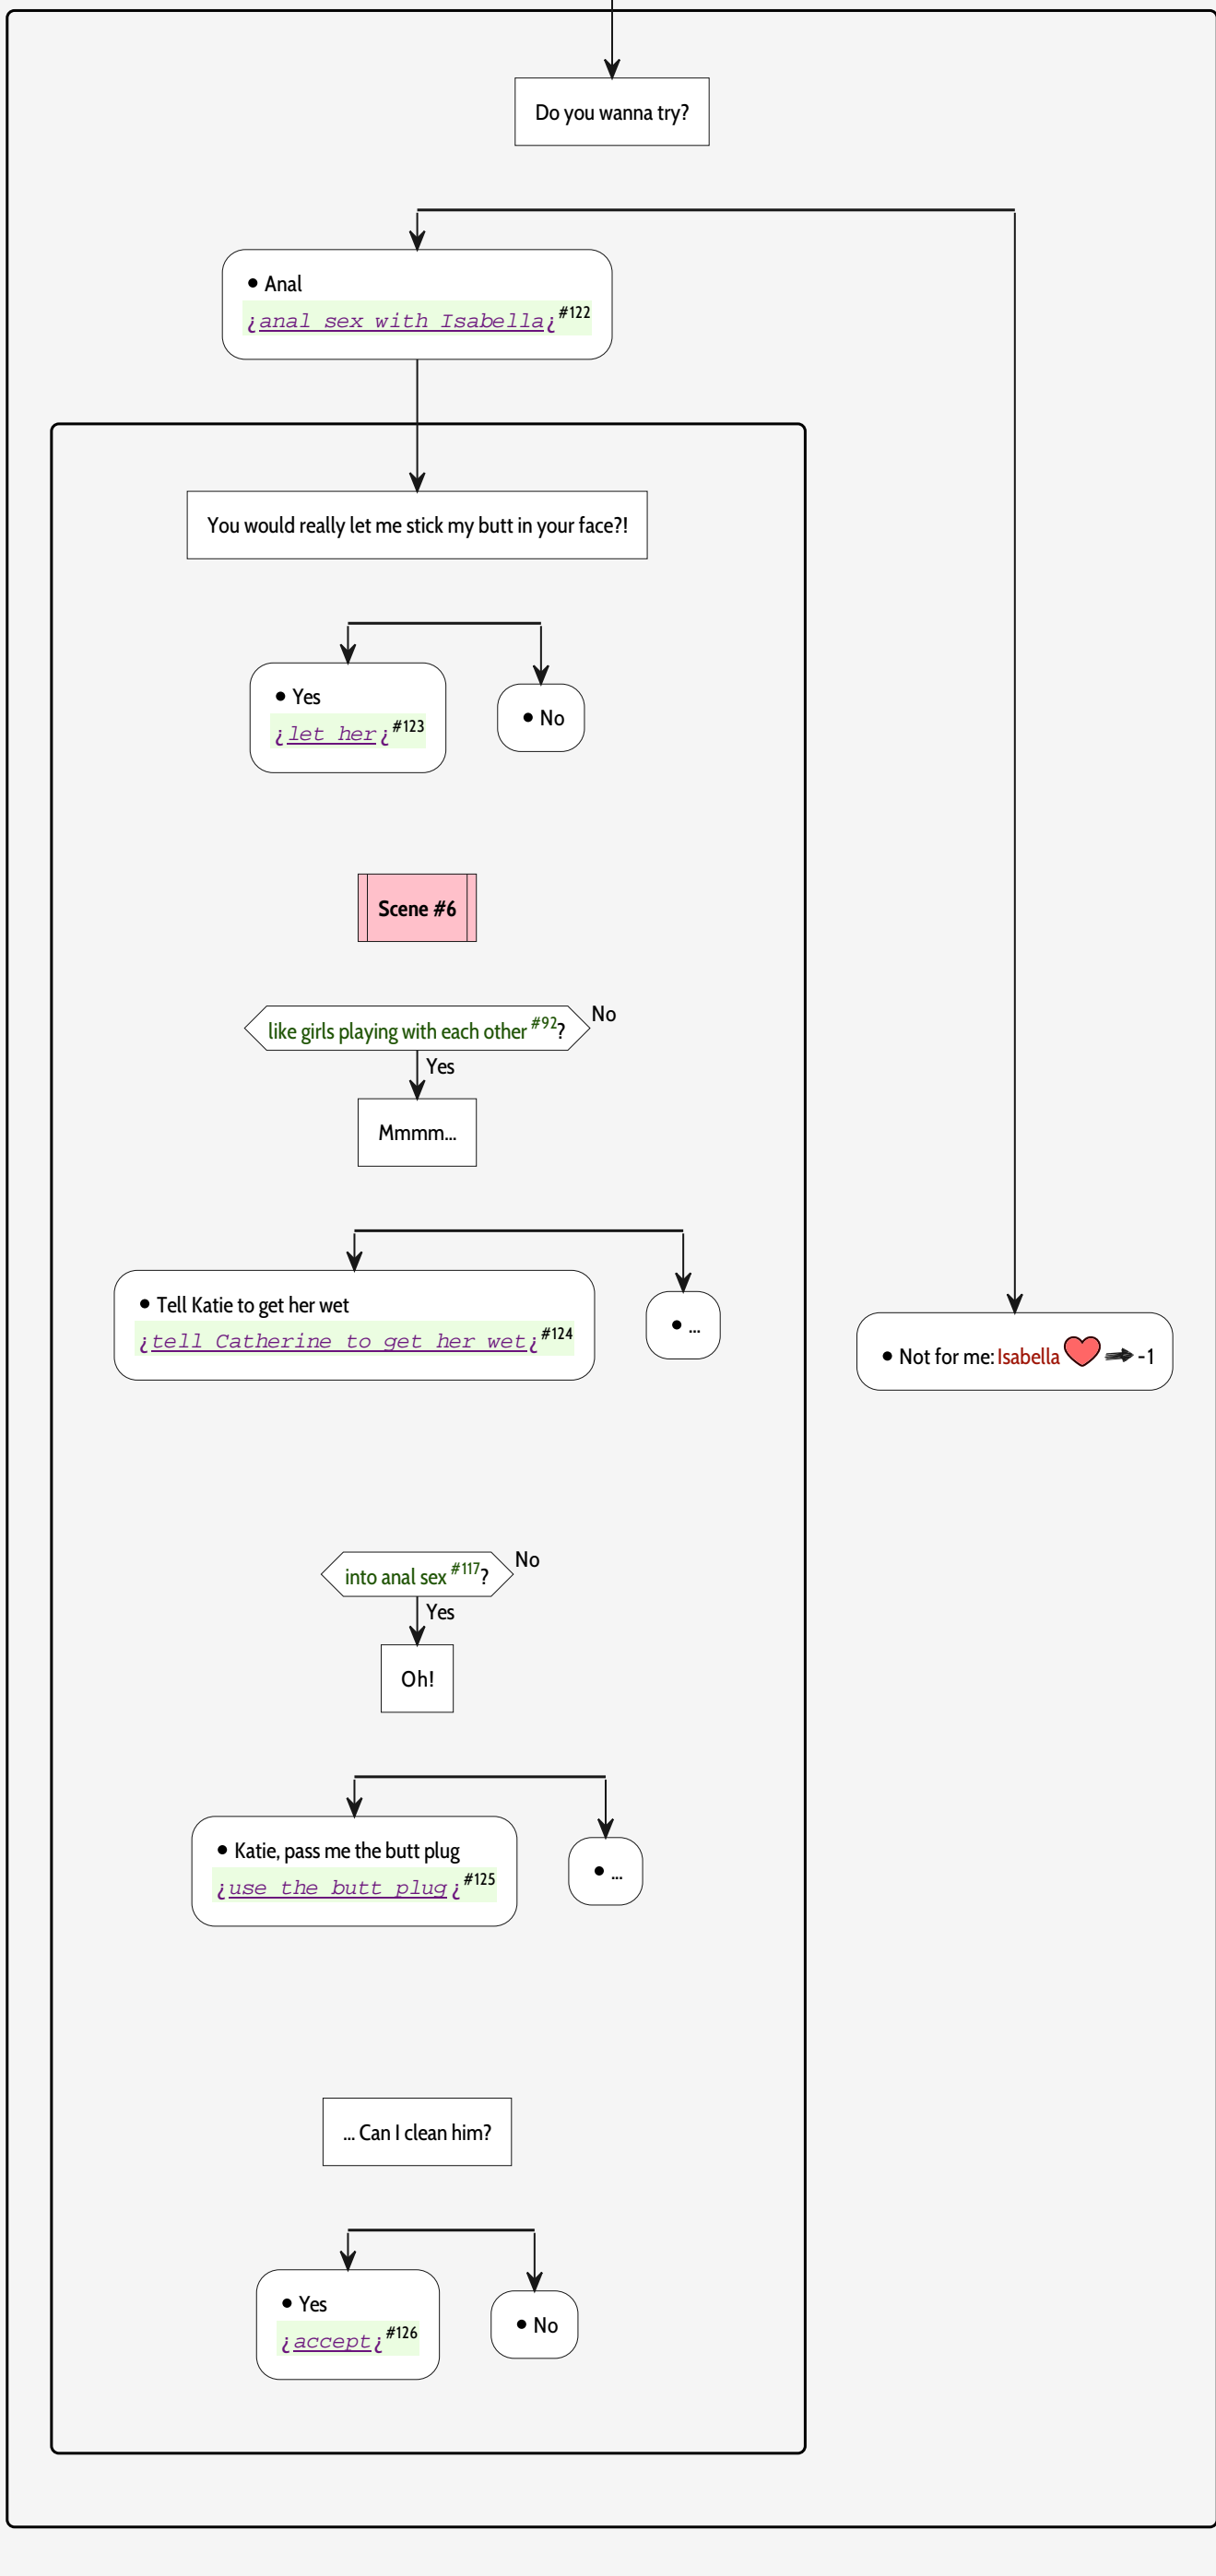 Do you wanna try?
• Anal
¿anal sex with Isabella¿ #122
You would really let me stick my butt in your face?!
• Yes
¿let her¿ #123
• No
Scene #6
like girls playing with each other #92?
No
Yes
Mmmm...
• Tell Katie to get her wet
¿tell Catherine to get her wet¿ #124
• ...
• Not for me: Isabella -1
into anal sex #117?
No
Yes
Oh!
• Katie, pass me the butt plug
¿use the butt plug¿ #125
• ...
... Can I clean him?
• Yes
¿accept¿ #126
• No